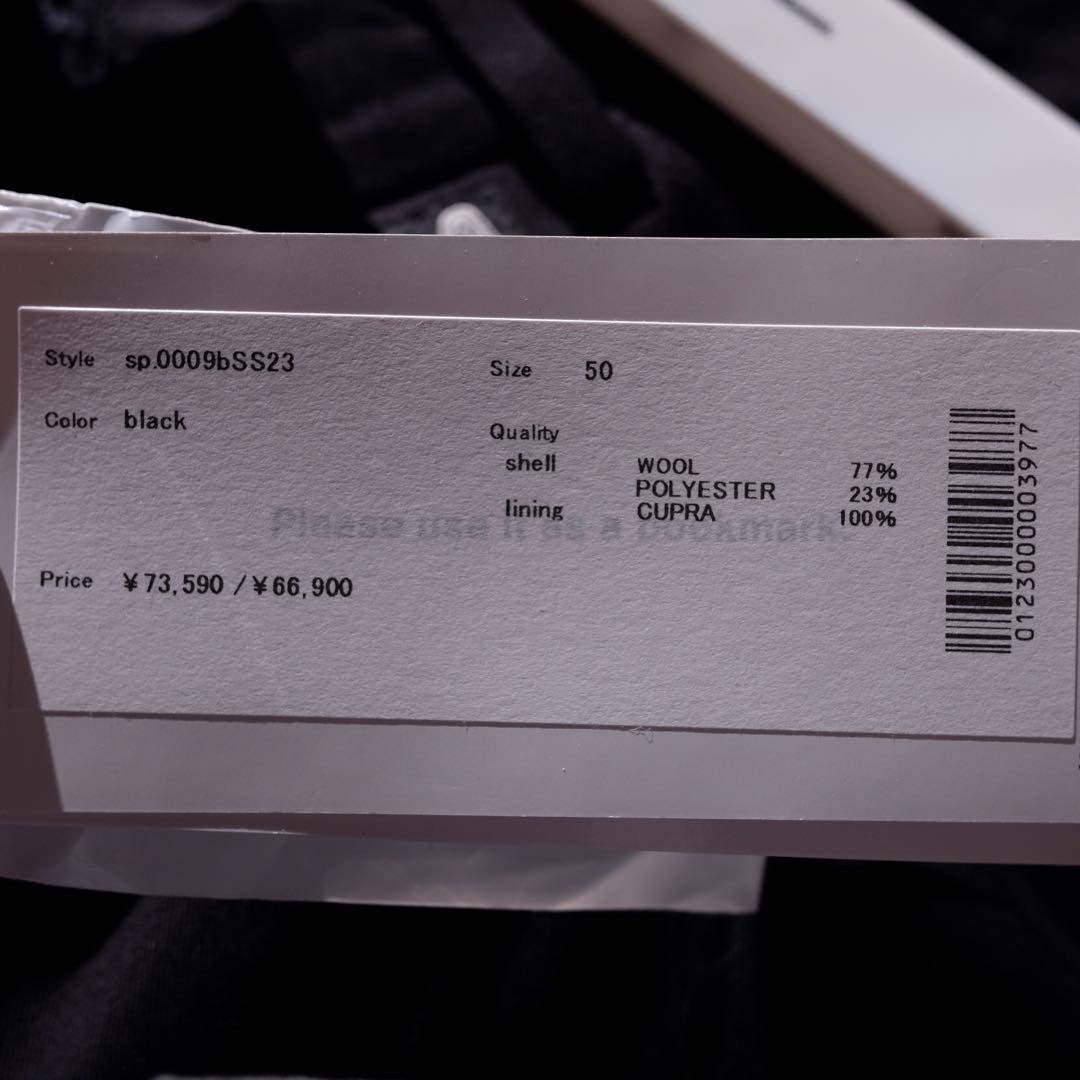 Style sp.0009bSS23
Size 50
Color black
Quality
shell WOOL 77%
POLYESTER 23%
lining CUPRA 100%
Please use it as a bookmark.
Price ¥73,590 / ¥66,900
0123000003977